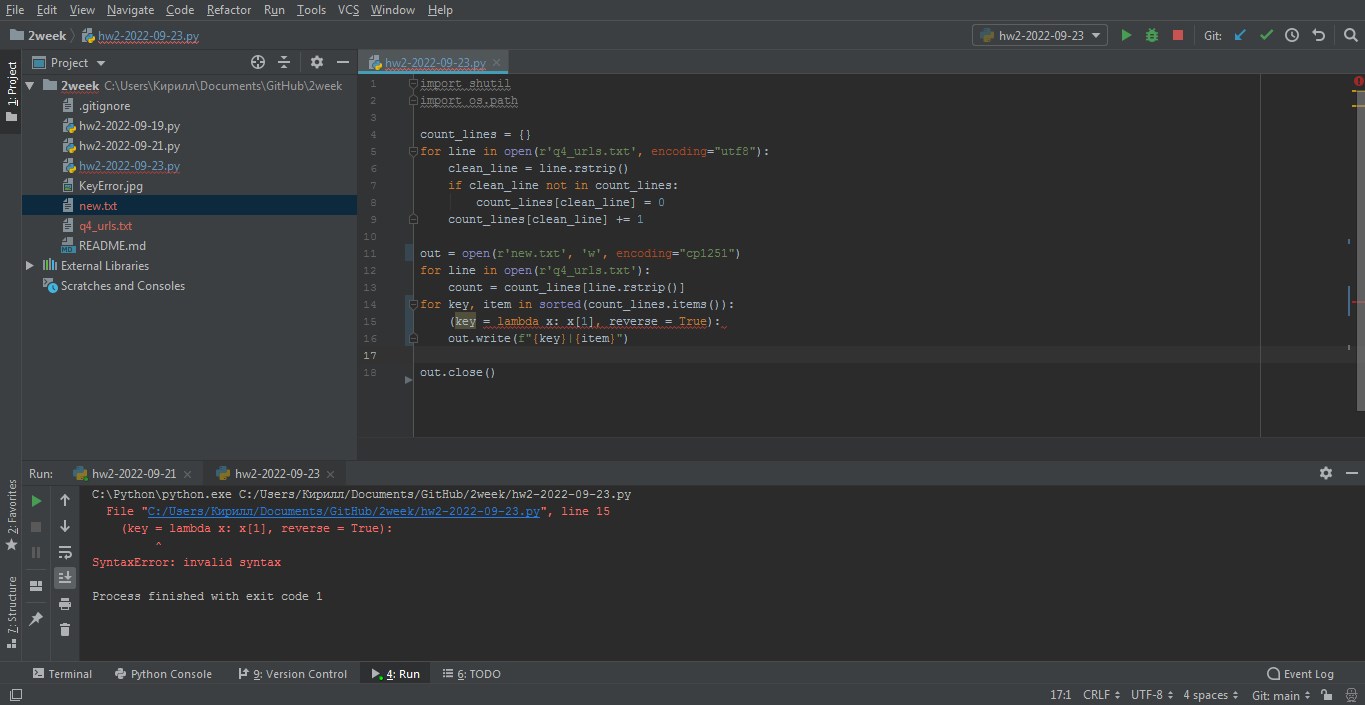 File Edit View Navigate Code Refactor Run Tools VCS Window Help
2week hw2-2022-09-23.py hw2-2022-09-23 Git:
Project hw2-2022-09-23.py
1: Project
2week C:\Users\Кирилл\Documents\GitHub\2week
.gitignore
hw2-2022-09-19.py
hw2-2022-09-21.py
hw2-2022-09-23.py
KeyError.jpg
new.txt
q4_urls.txt
README.md
External Libraries
Scratches and Consoles
1 import shutil
2 import os.path
3
4 count_lines = {}
5 for line in open(r'q4_urls.txt', encoding="utf8"):
6 clean_line = line.rstrip()
7 if clean_line not in count_lines:
8 count_lines[clean_line] = 0
9 count_lines[clean_line] += 1
10
11 out = open(r'new.txt', 'w', encoding="cp1251")
12 for line in open(r'q4_urls.txt'):
13 count = count_lines[line.rstrip()]
14 for key, item in sorted(count_lines.items()):
15 (key = lambda x: x[1], reverse = True):
16 out.write(f"{key}|{item}")
17
18 out.close()
Run: hw2-2022-09-21 hw2-2022-09-23
2: Favorites
7: Structure
C:\Python\python.exe C:/Users/Кирилл/Documents/GitHub/2week/hw2-2022-09-23.py
File "C:/Users/Кирилл/Documents/GitHub/2week/hw2-2022-09-23.py", line 15
(key = lambda x: x[1], reverse = True):
^
SyntaxError: invalid syntax
Process finished with exit code 1
Terminal Python Console 9: Version Control 4: Run 6: TODO Event Log
17:1 CRLF UTF-8 4 spaces Git: main